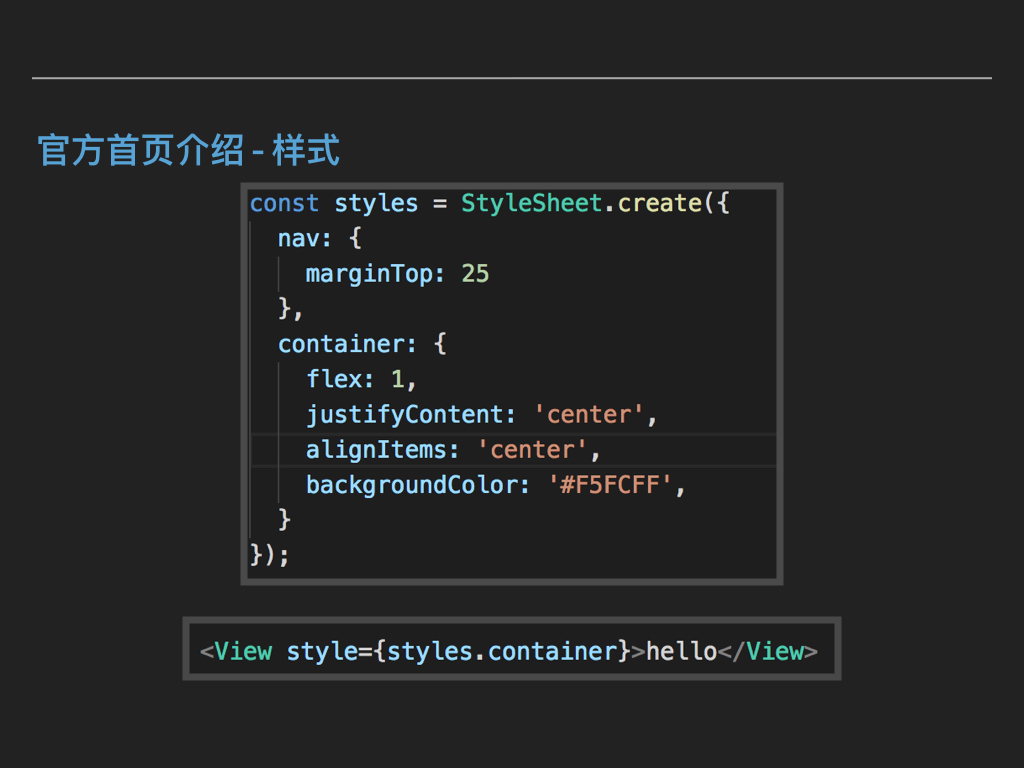 官方首页介绍 - 样式
const styles = StyleSheet.create({
  nav: {
    marginTop: 25
  },
  container: {
    flex: 1,
    justifyContent: 'center',
    alignItems: 'center',
    backgroundColor: '#F5FCFF',
  }
});
<View style={styles.container}>hello</View>